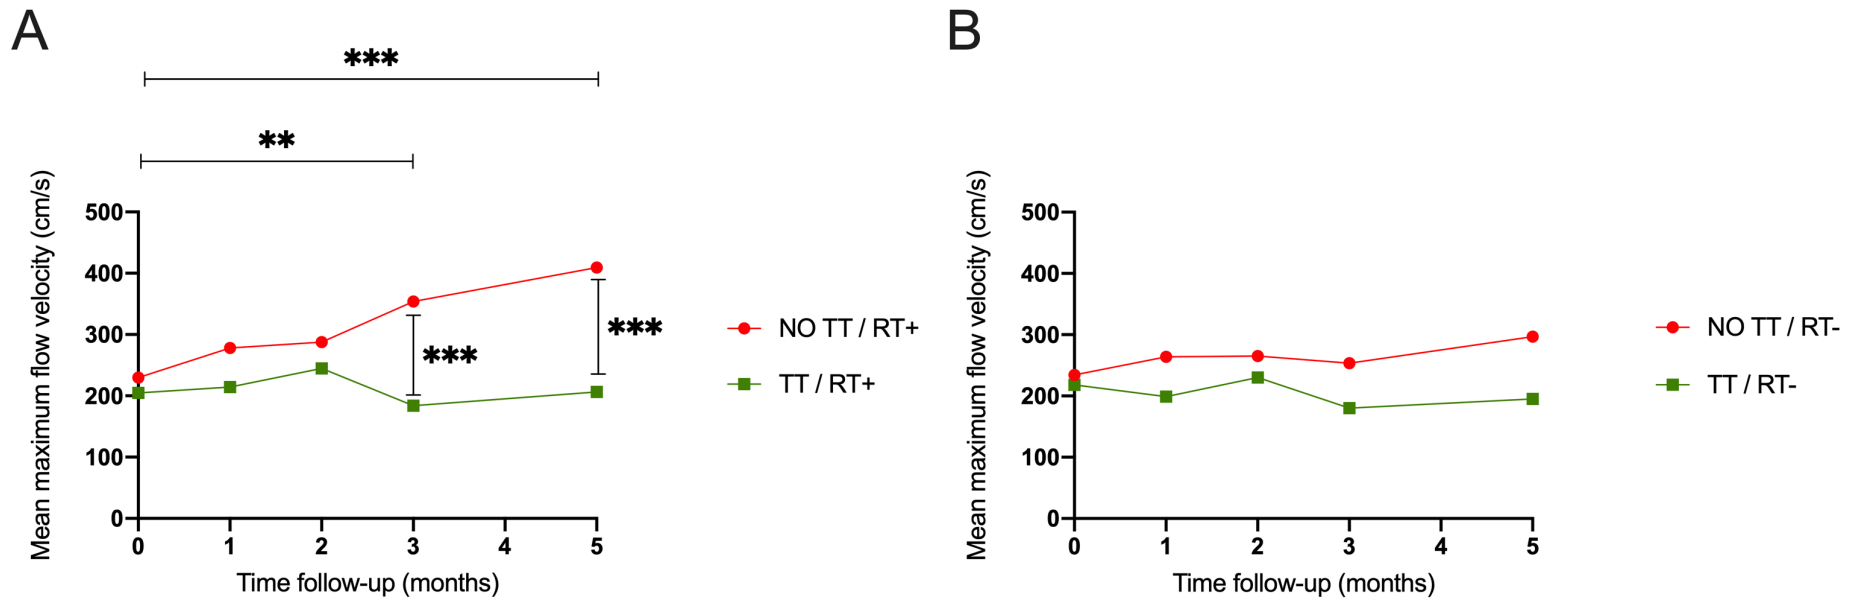 A
***
**
Mean maximum flow velocity (cm/s)
500
400
300
200
100
0
***
***
0 1 2 3 4 5
Time follow-up (months)
NO TT / RT+
TT / RT+
B
Mean maximum flow velocity (cm/s)
500
400
300
200
100
0
0 1 2 3 4 5
Time follow-up (months)
NO TT / RT-
TT / RT-